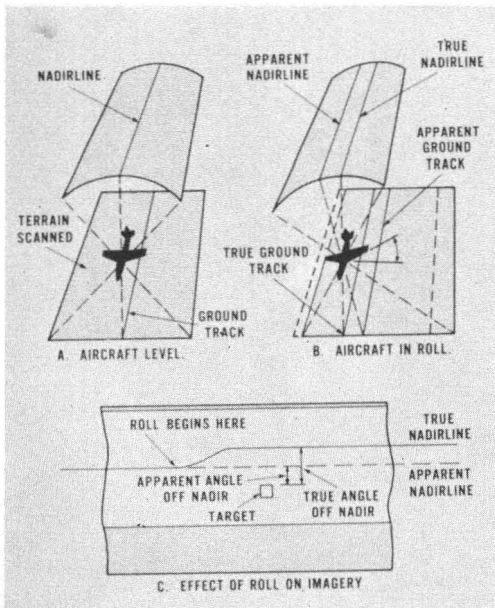 NADIRLINE
TERRAIN
SCANNED
GROUND
TRACK
A. AIRCRAFT LEVEL.
APPARENT
NADIRLINE
TRUE
NADIRLINE
APPARENT
GROUND
TRACK
TRUE GROUND
TRACK
B. AIRCRAFT IN ROLL.
ROLL BEGINS HERE
TRUE
NADIRLINE
APPARENT ANGLE
OFF NADIR
APPARENT
NADIRLINE
TRUE ANGLE
OFF NADIR
TARGET
C. EFFECT OF ROLL ON IMAGERY